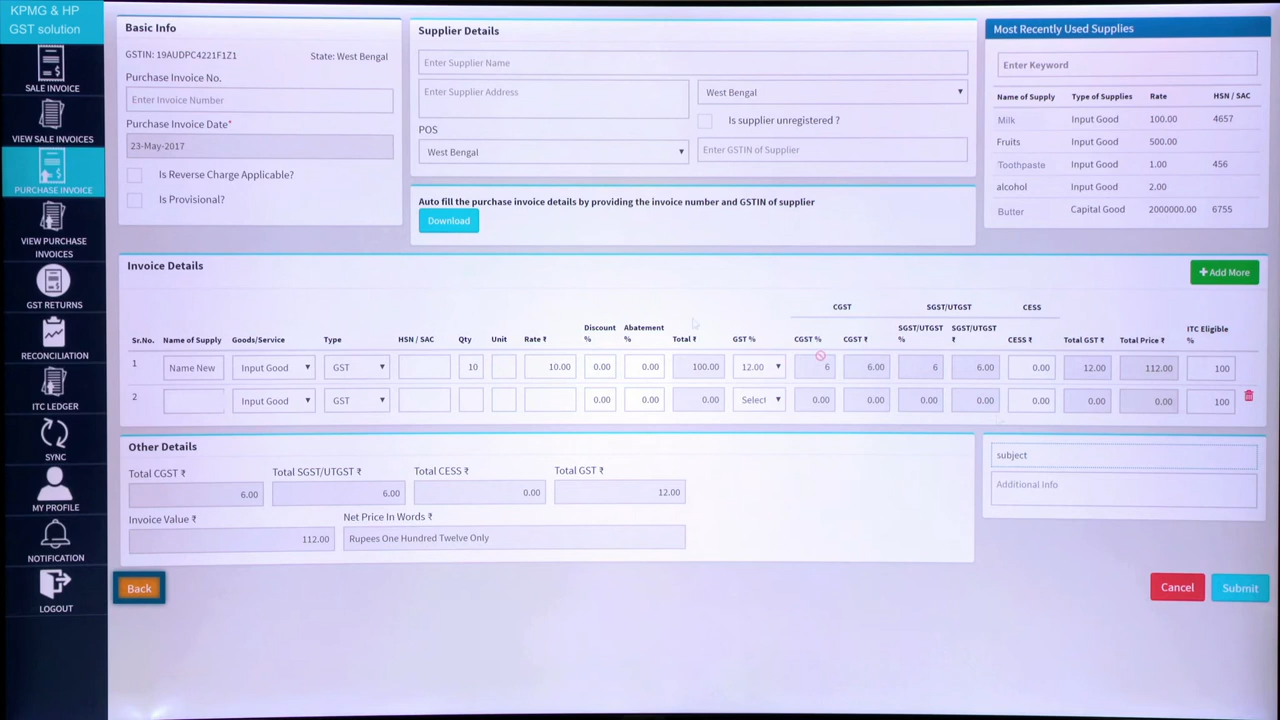 KPMG & HP
GST solution
SALE INVOICE
VIEW SALE INVOICES
PURCHASE INVOICE
VIEW PURCHASE
INVOICES
GST RETURNS
RECONCILIATION
ITC LEDGER
SYNC
MY PROFILE
NOTIFICATION
LOGOUT
Basic Info
GSTIN: 19AUDPC4221F1Z1 State: West Bengal
Purchase Invoice No.
Enter Invoice Number
Purchase Invoice Date*
23-May-2017
Is Reverse Charge Applicable?
Is Provisional?
Supplier Details
Enter Supplier Name
Enter Supplier Address West Bengal
Is supplier unregistered ?
POS
West Bengal Enter GSTIN of Supplier
Auto fill the purchase invoice details by providing the invoice number and GSTIN of supplier
Download
Most Recently Used Supplies
Enter Keyword
Name of Supply Type of Supplies Rate HSN / SAC
Milk Input Good 100.00 4657
Fruits Input Good 500.00
Toothpaste Input Good 1.00 456
alcohol Input Good 2.00
Butter Capital Good 2000000.00 6755
Invoice Details
+Add More
CGST SGST/UTGST CESS
Sr.No. Name of Supply Goods/Service Type HSN / SAC Qty Unit Rate ₹ Discount % Abatement % Total ₹ GST % CGST % CGST ₹ SGST/UTGST % SGST/UTGST ₹ CESS ₹ Total GST ₹ Total Price ₹ ITC Eligible %
1 Name New Input Good GST 10 10.00 0.00 0.00 100.00 12.00 6 6.00 6 6.00 0.00 12.00 112.00 100
2 Input Good GST 0.00 0.00 0.00 Select 0.00 0.00 0.00 0.00 0.00 0.00 0.00 100
Other Details
Total CGST ₹ Total SGST/UTGST ₹ Total CESS ₹ Total GST ₹
6.00 6.00 0.00 12.00
Invoice Value ₹ Net Price In Words ₹
112.00 Rupees One Hundred Twelve Only
subject
Additional Info
Back
Cancel
Submit